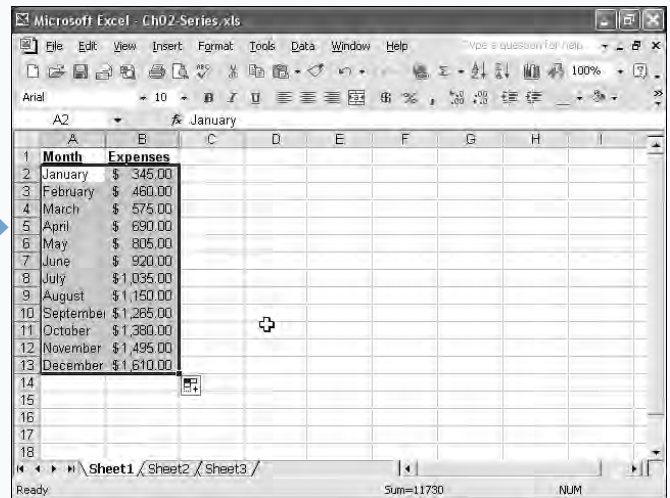 Microsoft Excel - Ch02-Series.xls
File Edit View Insert Format Tools Data Window Help Type a question for help
100%
Arial 10 B I U
A2 fx January
A B C D E F G H I
1 Month Expenses
2 January $ 345.00
3 February $ 460.00
4 March $ 575.00
5 April $ 690.00
6 May $ 805.00
7 June $ 920.00
8 July $1,035.00
9 August $1,150.00
10 September $1,265.00
11 October $1,380.00
12 November $1,495.00
13 December $1,610.00
14
15
16
17
18
Sheet1 Sheet2 Sheet3
Ready Sum=11730 NUM